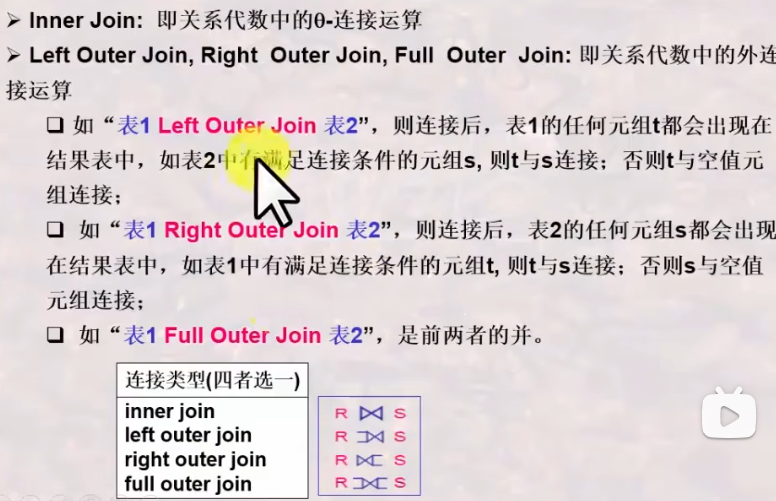 ➢ Inner Join: 即关系代数中的θ-连接运算
➢ Left Outer Join, Right Outer Join, Full Outer Join: 即关系代数中的外连
接运算
❑ 如“表1 Left Outer Join 表2”，则连接后，表1的任何元组t都会出现在
结果表中，如表2中有满足连接条件的元组s, 则t与s连接；否则t与空值元
组连接；
❑ 如“表1 Right Outer Join 表2”，则连接后，表2的任何元组s都会出现
在结果表中，如表1中有满足连接条件的元组t, 则t与s连接；否则s与空值
元组连接；
❑ 如“表1 Full Outer Join 表2”，是前两者的并。
连接类型(四者选一)
inner join
left outer join
right outer join
full outer join
R ⋈ S
R ⟕ S
R ⟖ S
R ⟗ S